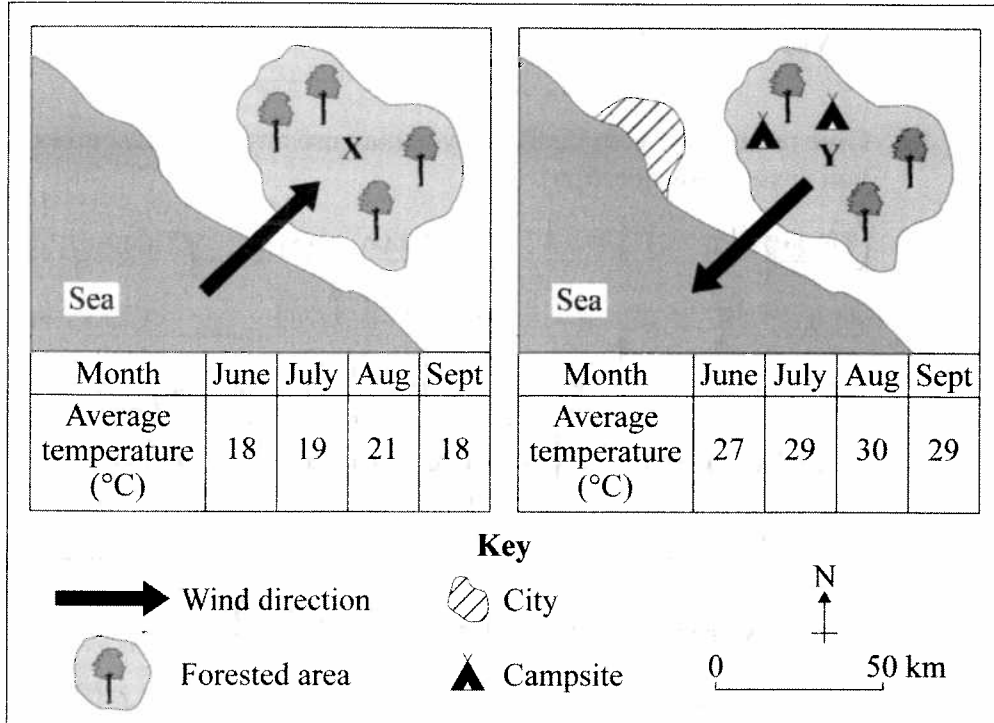 X
Sea
Month June July Aug Sept
Average temperature (°C) 18 19 21 18
Y
Sea
Month June July Aug Sept
Average temperature (°C) 27 29 30 29
Key
Wind direction
City
N
Forested area
Campsite
0 50 km